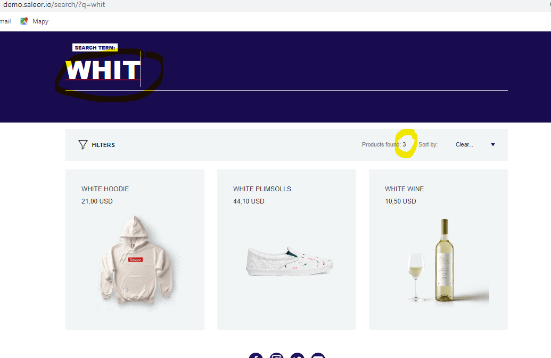 demo.saleor.io/search/?q=whit
mail Mapy
SEARCH TERM:
WHIT
FILTERS
Products found: 3 Sort by: Clear...
WHITE HOODIE
21,00 USD
WHITE PLIMSOLLS
44,10 USD
WHITE WINE
10,50 USD